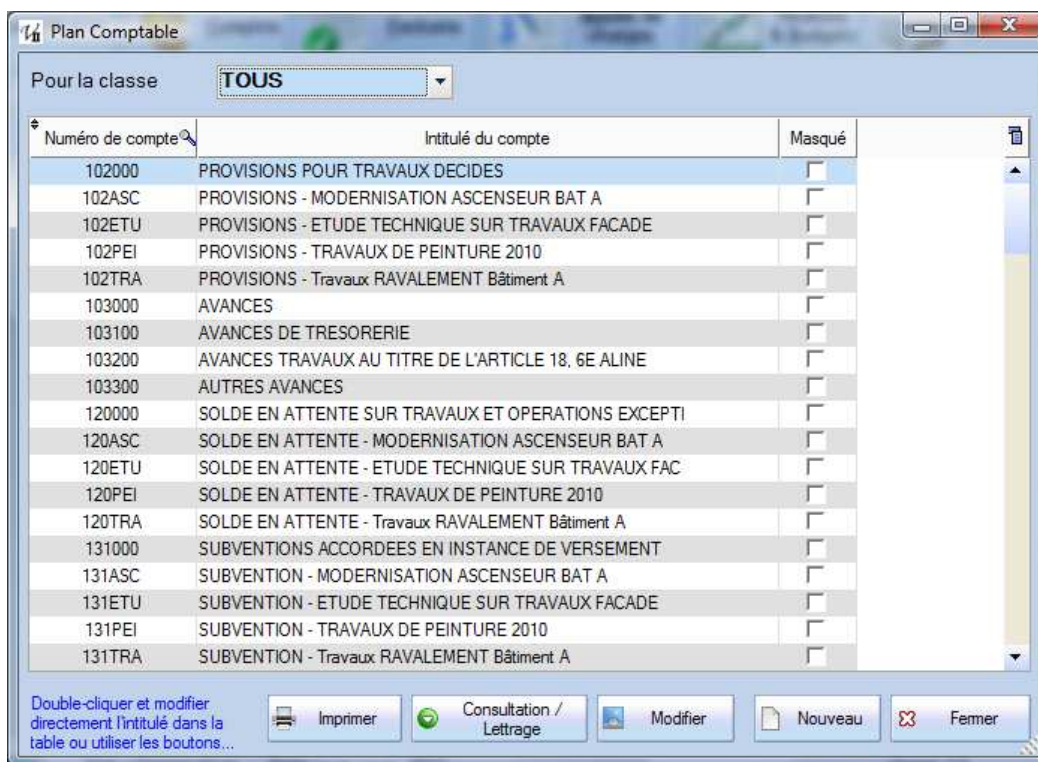 Plan Comptable
Pour la classe TOUS
Numéro de compte Intitulé du compte Masqué
102000 PROVISIONS POUR TRAVAUX DECIDES
102ASC PROVISIONS - MODERNISATION ASCENSEUR BAT A
102ETU PROVISIONS - ETUDE TECHNIQUE SUR TRAVAUX FACADE
102PEI PROVISIONS - TRAVAUX DE PEINTURE 2010
102TRA PROVISIONS - Travaux RAVALEMENT Bâtiment A
103000 AVANCES
103100 AVANCES DE TRESORERIE
103200 AVANCES TRAVAUX AU TITRE DE L'ARTICLE 18, 6E ALINE
103300 AUTRES AVANCES
120000 SOLDE EN ATTENTE SUR TRAVAUX ET OPERATIONS EXCEPTI
120ASC SOLDE EN ATTENTE - MODERNISATION ASCENSEUR BAT A
120ETU SOLDE EN ATTENTE - ETUDE TECHNIQUE SUR TRAVAUX FAC
120PEI SOLDE EN ATTENTE - TRAVAUX DE PEINTURE 2010
120TRA SOLDE EN ATTENTE - Travaux RAVALEMENT Bâtiment A
131000 SUBVENTIONS ACCORDEES EN INSTANCE DE VERSEMENT
131ASC SUBVENTION - MODERNISATION ASCENSEUR BAT A
131ETU SUBVENTION - ETUDE TECHNIQUE SUR TRAVAUX FACADE
131PEI SUBVENTION - TRAVAUX DE PEINTURE 2010
131TRA SUBVENTION - Travaux RAVALEMENT Bâtiment A
Double-cliquer et modifier
directement l'intitulé dans la
table ou utiliser les boutons...
Imprimer
Consultation /
Lettrage
Modifier
Nouveau
Fermer